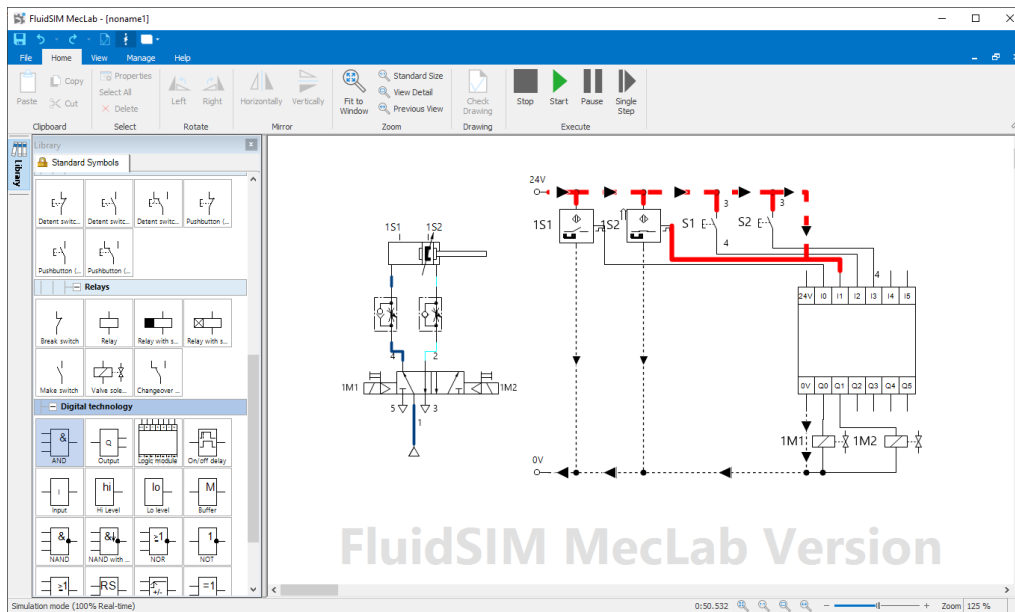 FluidSIM MecLab - [noname1]
File Home View Manage Help
Paste Copy Cut
Properties Select All Delete
Left Right
Horizontally Vertically
Fit to Window
Standard Size
View Detail
Previous View
Check Drawing
Stop Start Pause Single Step
Clipboard Select Rotate Mirror Zoom Drawing Execute
Library
Library
Standard Symbols
Detent switc... Detent switc... Detent switc... Pushbutton (...
Pushbutton (... Pushbutton (...
Relays
Break switch Relay Relay with s... Relay with s...
Make switch Valve sole... Changeover ...
Digital technology
& Q
AND Output Logic module On/off delay
I hi lo M
Input Hi Level Lo level Buffer
& &↓ ≥1 1
NAND NAND with ... NOR NOT
≥1 RS +/- =1
1S1 1S2
4 2
1M1 1M2
5 3
1
24V
1S1 1S2 S1 3 S2 3
4 4
24V I0 I1 I2 I3 I4 I5
0V Q0 Q1 Q2 Q3 Q4 Q5
1M1 1M2
0V
FluidSIM MecLab Version
Simulation mode (100% Real-time) 0:50.532 Zoom 125 %